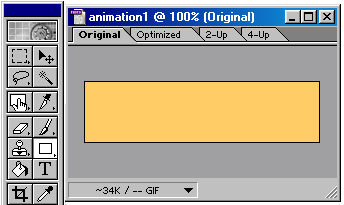 animation1 @ 100% (Original)
Original Optimized 2-Up 4-Up
T
~34K / -- GIF